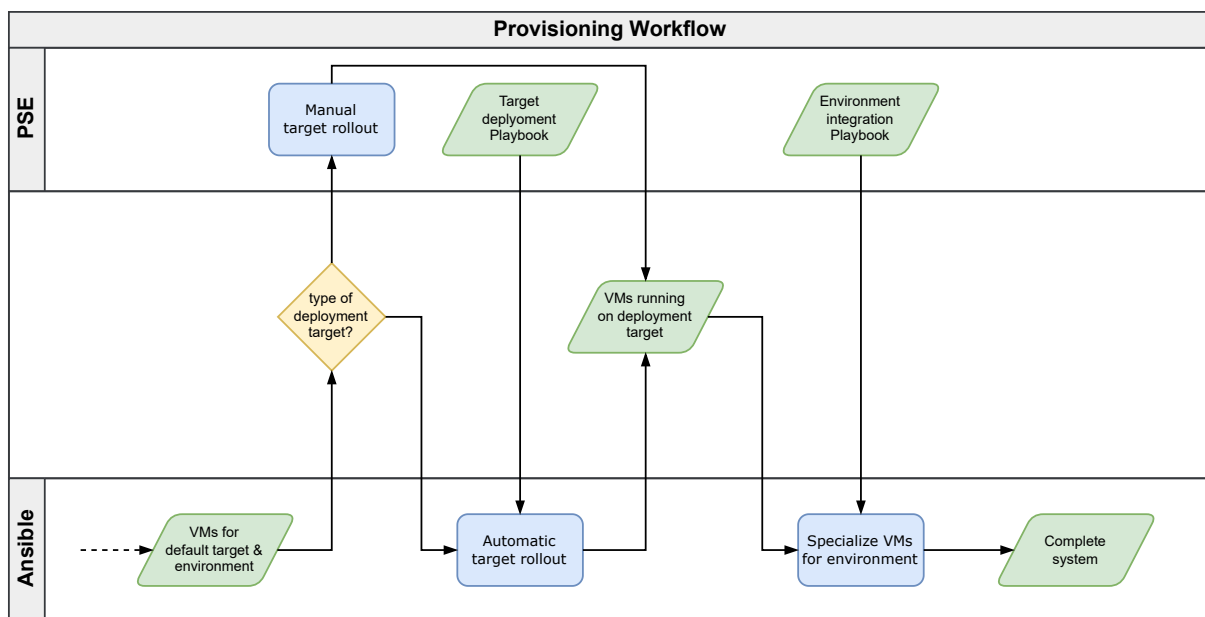 Provisioning Workflow
PSE
Manual
target rollout
Target
deplyoment
Playbook
Environment
integration
Playbook
type of
deployment
target?
VMs running
on deployment
target
Ansible
VMs for
default target &
environment
Automatic
target rollout
Specialize VMs
for environment
Complete
system